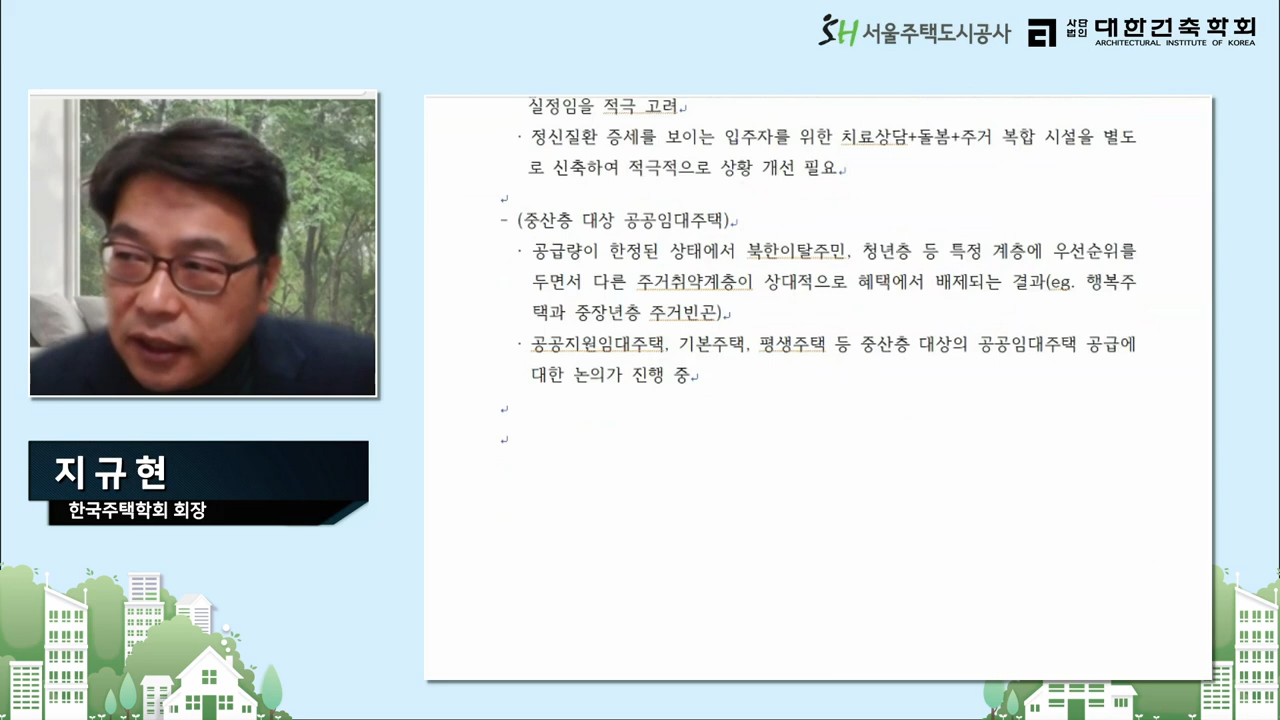 SH 서울주택도시공사
사단법인 대한건축학회
ARCHITECTURAL INSTITUTE OF KOREA
실정임을 적극 고려
· 정신질환 증세를 보이는 입주자를 위한 치료상담+돌봄+주거 복합 시설을 별도
로 신축하여 적극적으로 상황 개선 필요
- (중산층 대상 공공임대주택)
· 공급량이 한정된 상태에서 북한이탈주민, 청년층 등 특정 계층에 우선순위를
두면서 다른 주거취약계층이 상대적으로 혜택에서 배제되는 결과(eg. 행복주
택과 중장년층 주거빈곤)
· 공공지원임대주택, 기본주택, 평생주택 등 중산층 대상의 공공임대주택 공급에
대한 논의가 진행 중
지규현
한국주택학회 회장